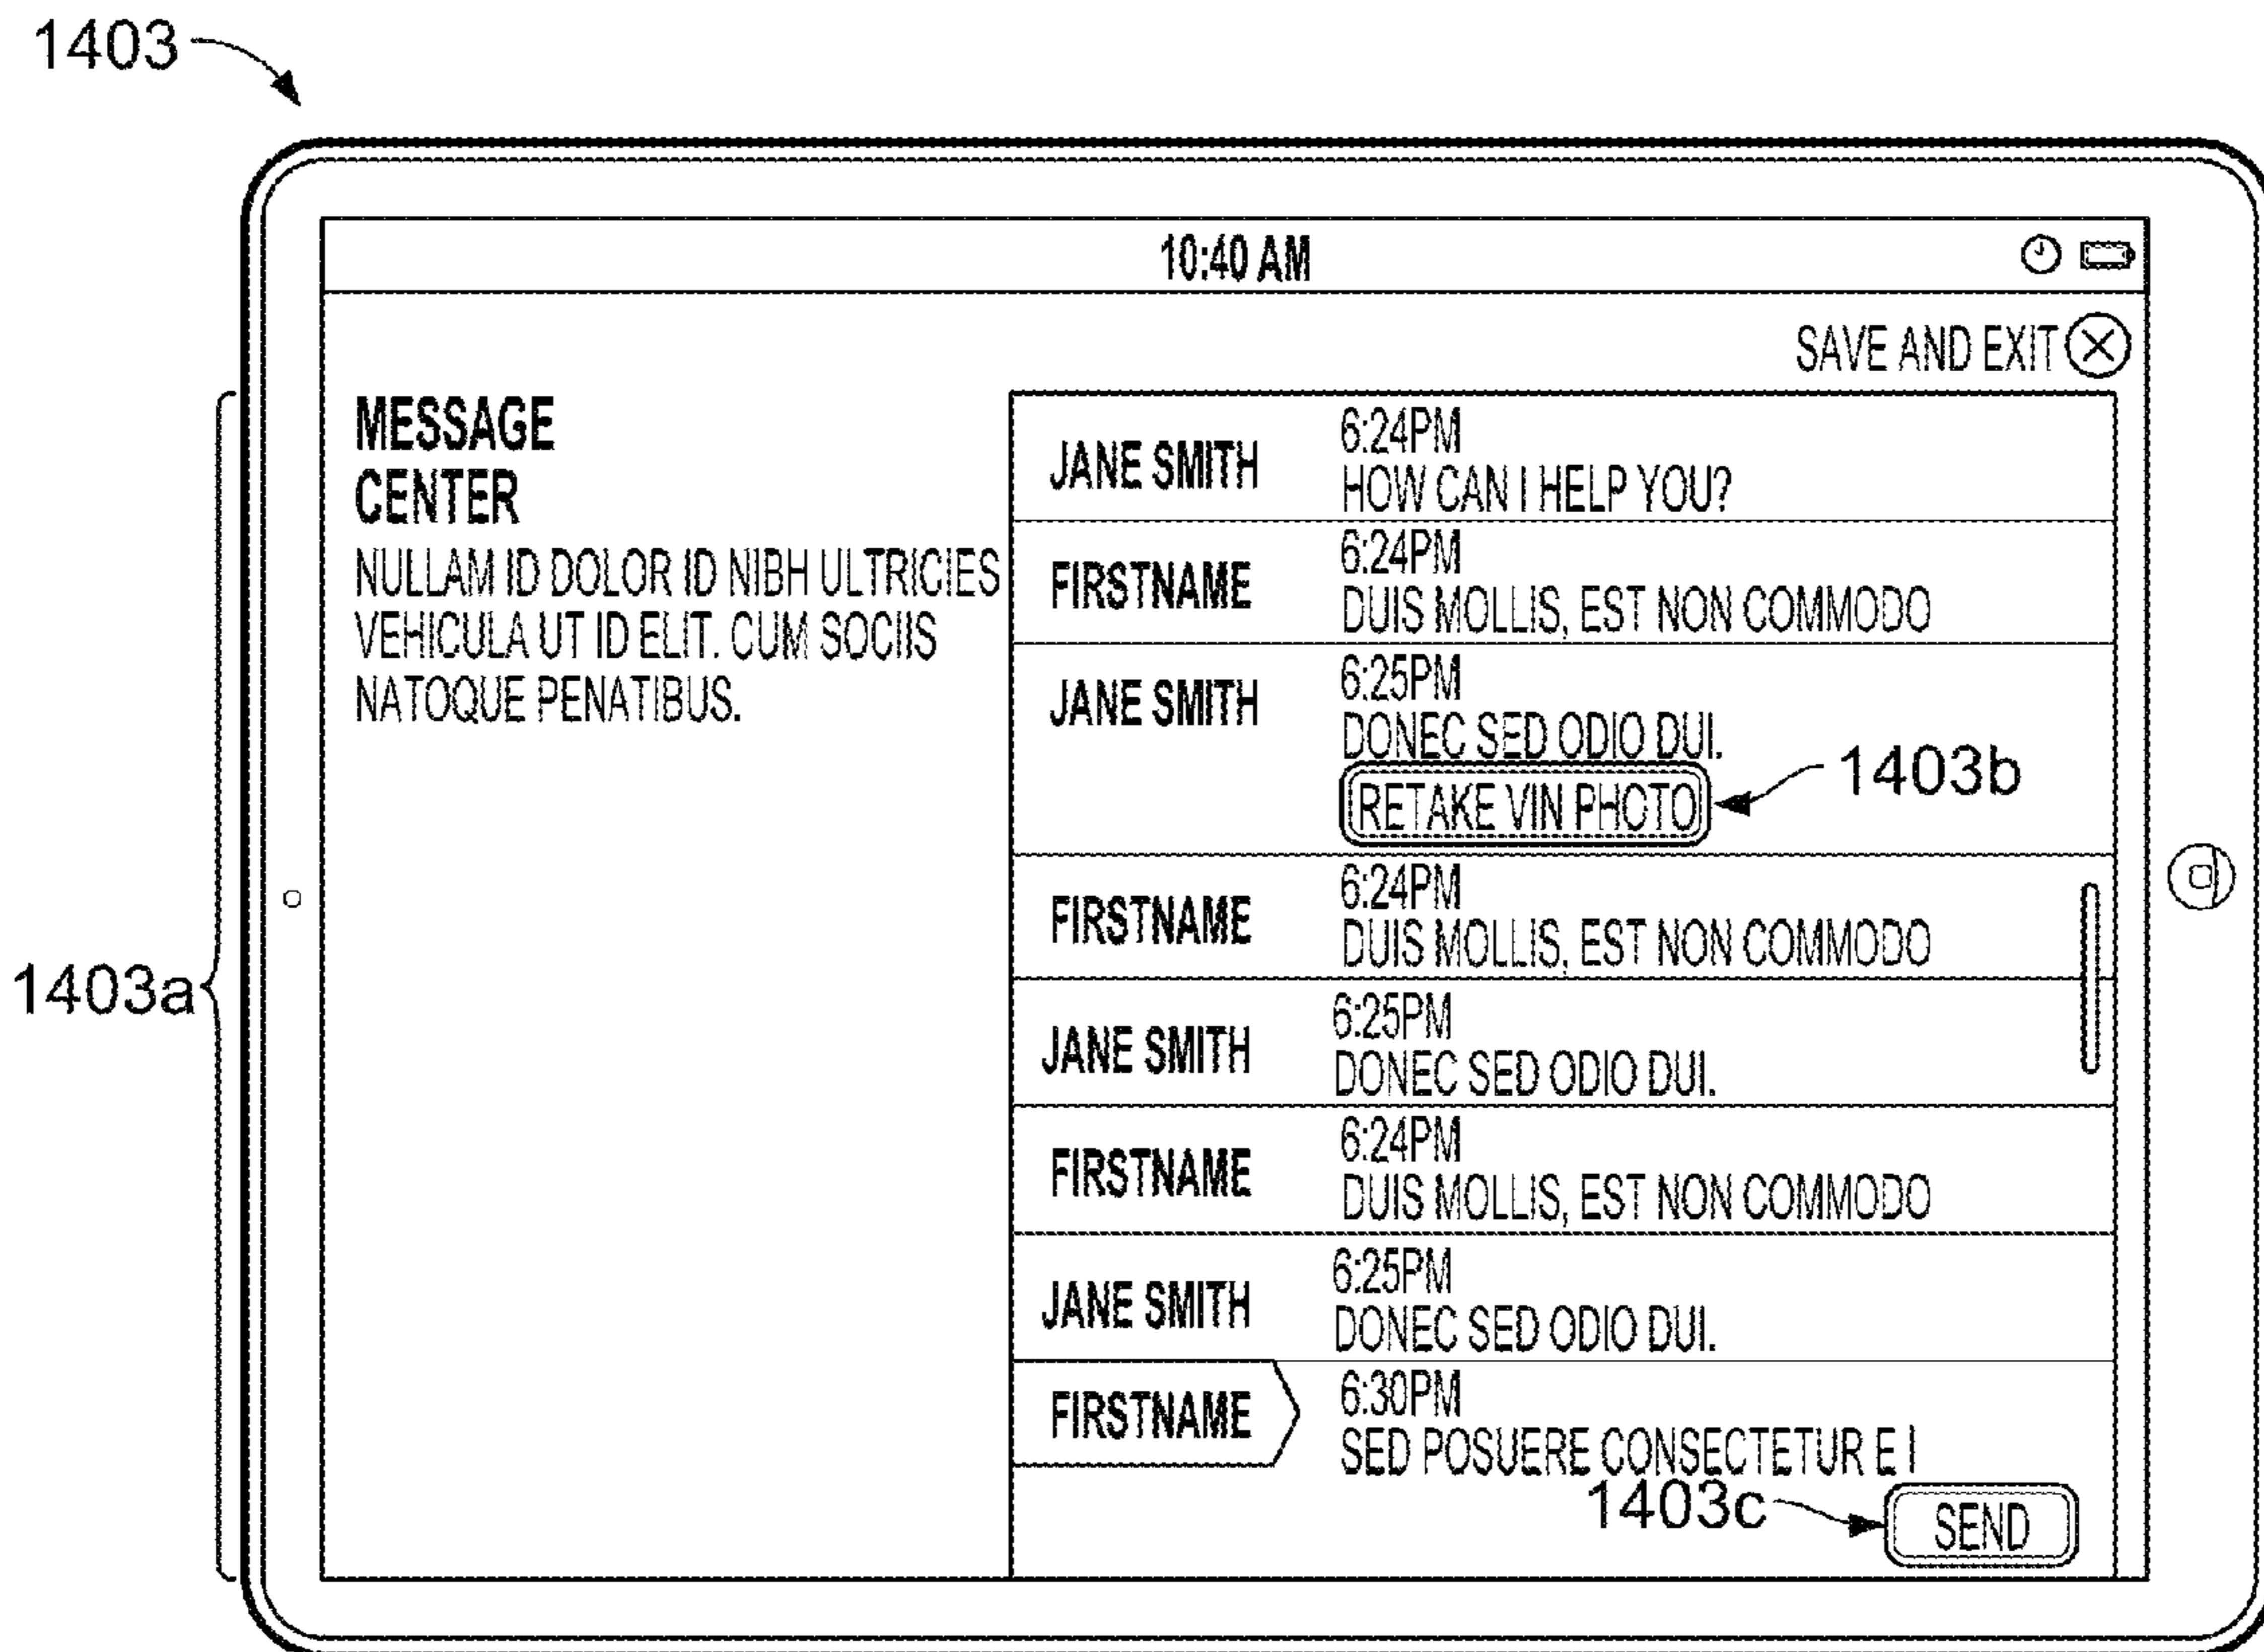 1403
10:40 AM
SAVE AND EXIT
MESSAGE
CENTER
NULLAM ID DOLOR ID NIBH ULTRICIES
VEHICULA UT ID ELIT. CUM SOCIIS
NATOQUE PENATIBUS.
1403a
JANE SMITH
6:24PM
HOW CAN I HELP YOU?
FIRSTNAME
6:24PM
DUIS MOLLIS, EST NON COMMODO
JANE SMITH
6:25PM
DONEC SED ODIO DUI.
RETAKE VIN PHOTO
1403b
FIRSTNAME
6:24PM
DUIS MOLLIS, EST NON COMMODO
JANE SMITH
6:25PM
DONEC SED ODIO DUI.
FIRSTNAME
6:24PM
DUIS MOLLIS, EST NON COMMODO
JANE SMITH
6:25PM
DONEC SED ODIO DUI.
FIRSTNAME
6:30PM
SED POSUERE CONSECTETUR E
1403c
SEND